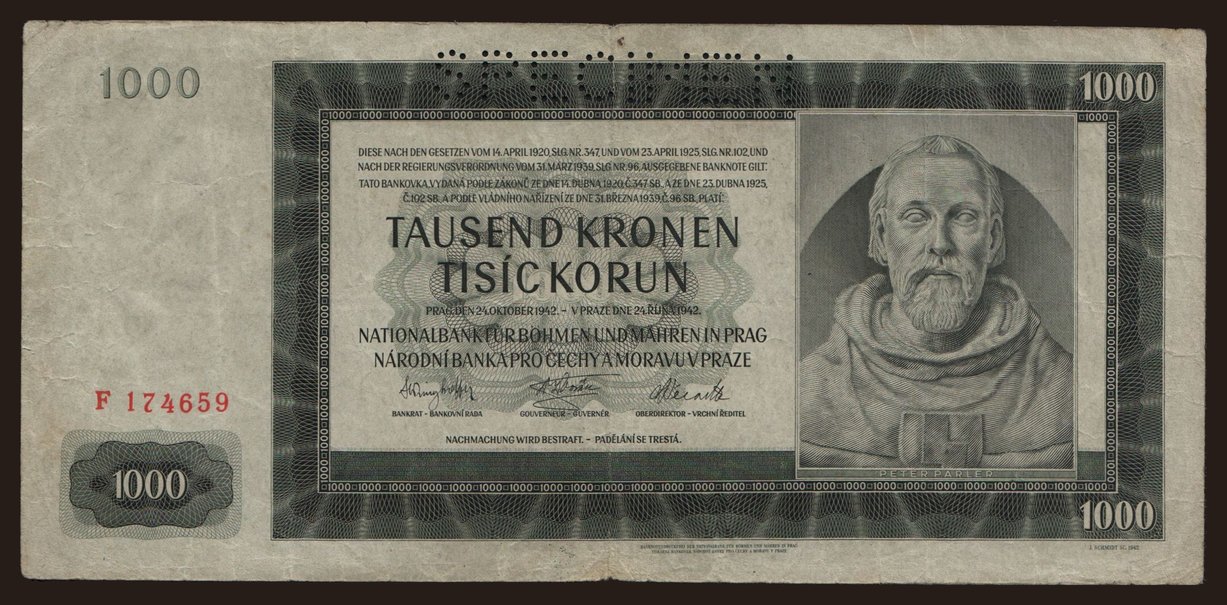 SPECIMEN
1000
1000
DIESE NACH DEN GESETZEN VOM 14. APRIL 1920, SLG. NR. 347, UND VOM 23. APRIL 1925, SLG. NR. 102, UND
NACH DER REGIERUNGSVERORDNUNG VOM 31. MÄRZ 1939, SLG. NR. 96, AUSGEGEBENE BANKNOTE GILT.
TATO BANKOVKA, VYDANÁ PODLE ZÁKONŮ ZE DNE 14. DUBNA 1920, Č. 347 SB. A ZE DNE 23. DUBNA 1925,
Č. 102 SB. A PODLE VLÁDNÍHO NAŘÍZENÍ ZE DNE 31. BŘEZNA 1939, Č. 96 SB., PLATÍ.
TAUSEND KRONEN
TISÍC KORUN
PRAG, DEN 24. OKTOBER 1942. – V PRAZE DNE 24. ŘÍJNA 1942.
NATIONALBANK FÜR BÖHMEN UND MÄHREN IN PRAG
NÁRODNÍ BANKA PRO ČECHY A MORAVU V PRAZE
BANKRAT – BANKOVNÍ RADA GOUVERNEUR – GUVERNÉR OBERDIREKTOR – VRCHNÍ ŘEDITEL
NACHMACHUNG WIRD BESTRAFT. – PADĚLÁNÍ SE TRESTÁ.
F 174659
1000
PETER PARLER
1000
J. SCHMIDT SC. 1942